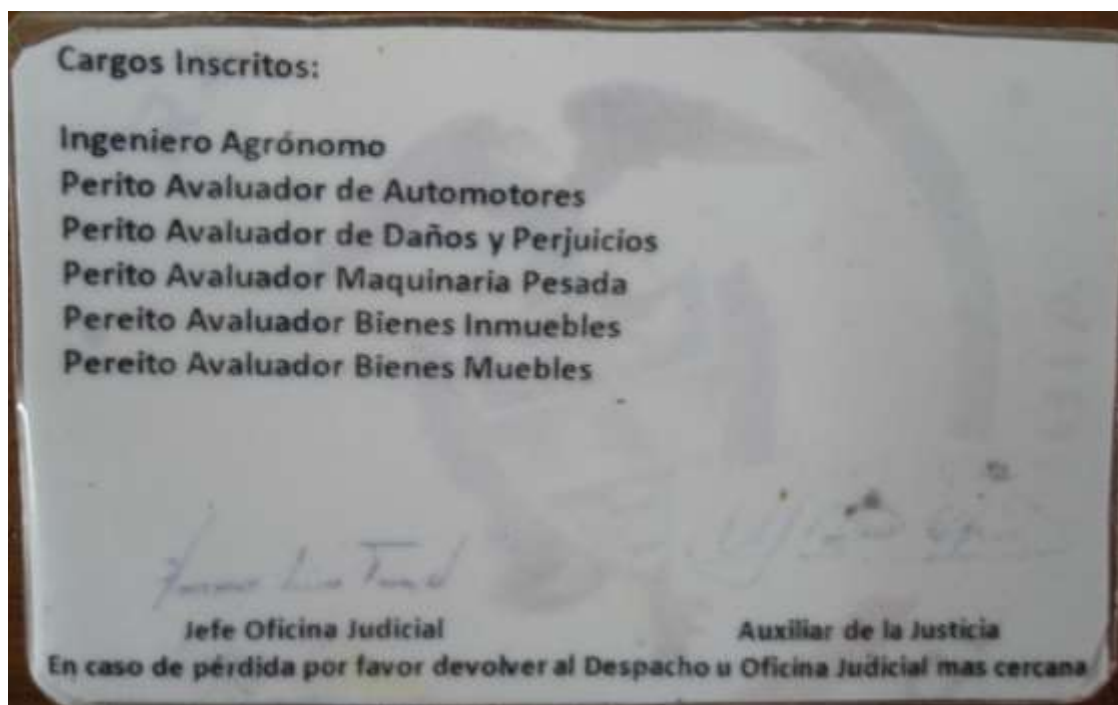 Cargos Inscritos:
Ingeniero Agrónomo
Perito Avaluador de Automotores
Perito Avaluador de Daños y Perjuicios
Perito Avaluador Maquinaria Pesada
Pereito Avaluador Bienes Inmuebles
Pereito Avaluador Bienes Muebles
Jefe Oficina Judicial
Auxiliar de la Justicia
En caso de pérdida por favor devolver al Despacho u Oficina Judicial mas cercana